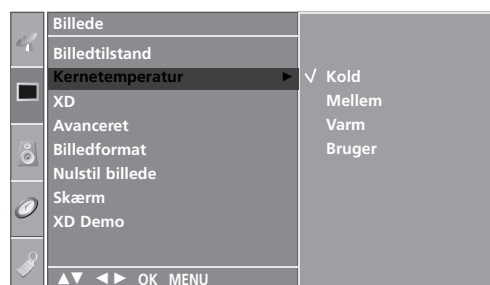 Billede
Billedtilstand
Kernetemperatur ► √ Kold
XD Mellem
Avanceret Varm
Billedformat Bruger
Nulstil billede
Skærm
XD Demo
▲▼ ◄► OK MENU